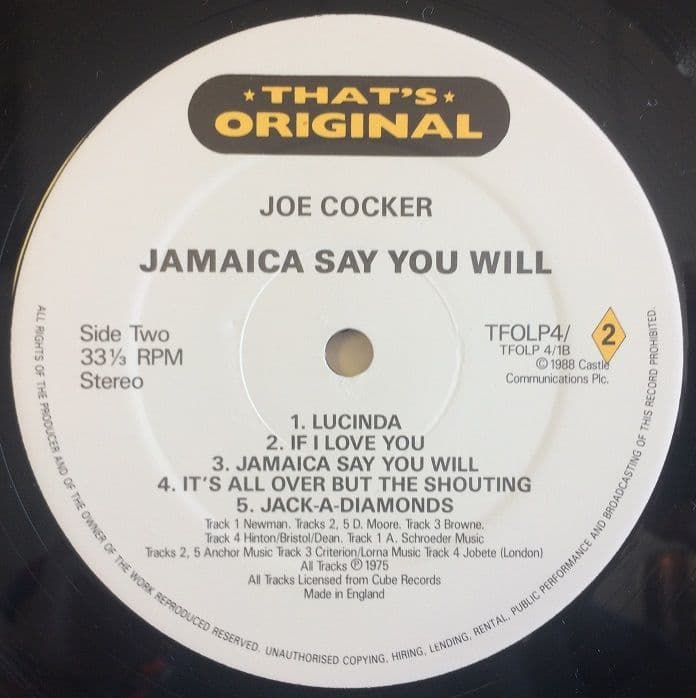 ★THAT'S★
ORIGINAL
JOE COCKER
JAMAICA SAY YOU WILL
Side Two
33⅓ RPM
Stereo
TFOLP4/
2
TFOLP 4/1B
© 1988 Castle
Communications Plc.
1. LUCINDA
2. IF I LOVE YOU
3. JAMAICA SAY YOU WILL
4. IT'S ALL OVER BUT THE SHOUTING
5. JACK-A-DIAMONDS
Track 1 Newman. Tracks 2, 5 D. Moore. Track 3 Browne.
Track 4 Hinton/Bristol/Dean. Track 1 A. Schroeder Music
Tracks 2, 5 Anchor Music Track 3 Criterion/Lorna Music Track 4 Jobete (London)
All Tracks ℗ 1975
All Tracks Licensed from Cube Records
Made in England
ALL RIGHTS OF THE PRODUCER AND OF THE OWNER OF THE WORK REPRODUCED RESERVED. UNAUTHORISED COPYING, HIRING, LENDING, RENTAL, PUBLIC PERFORMANCE AND BROADCASTING OF THIS RECORD PROHIBITED.